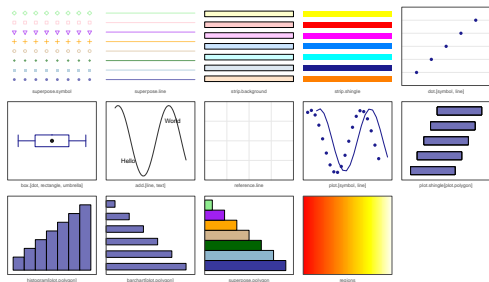 superpose.symbol
superpose.line
strip.background
strip.shingle
dot.[symbol, line]
World
Hello
box.[dot, rectangle, umbrella]
add.[line, text]
reference.line
plot.[symbol, line]
plot.shingle[plot.polygon]
histogram[plot.polygon]
barchart[plot.polygon]
superpose.polygon
regions